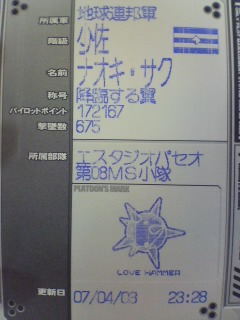 所属軍 地球連邦軍
階級 少佐
名前 ナオキ・サク
称号 降臨する翼
パイロットポイント 172167
撃墜数 675
所属部隊 エスタジオパセオ
第08MS小隊
PLATOON'S MARK
LOVE HAMMER
更新日 07/04/03 23:28